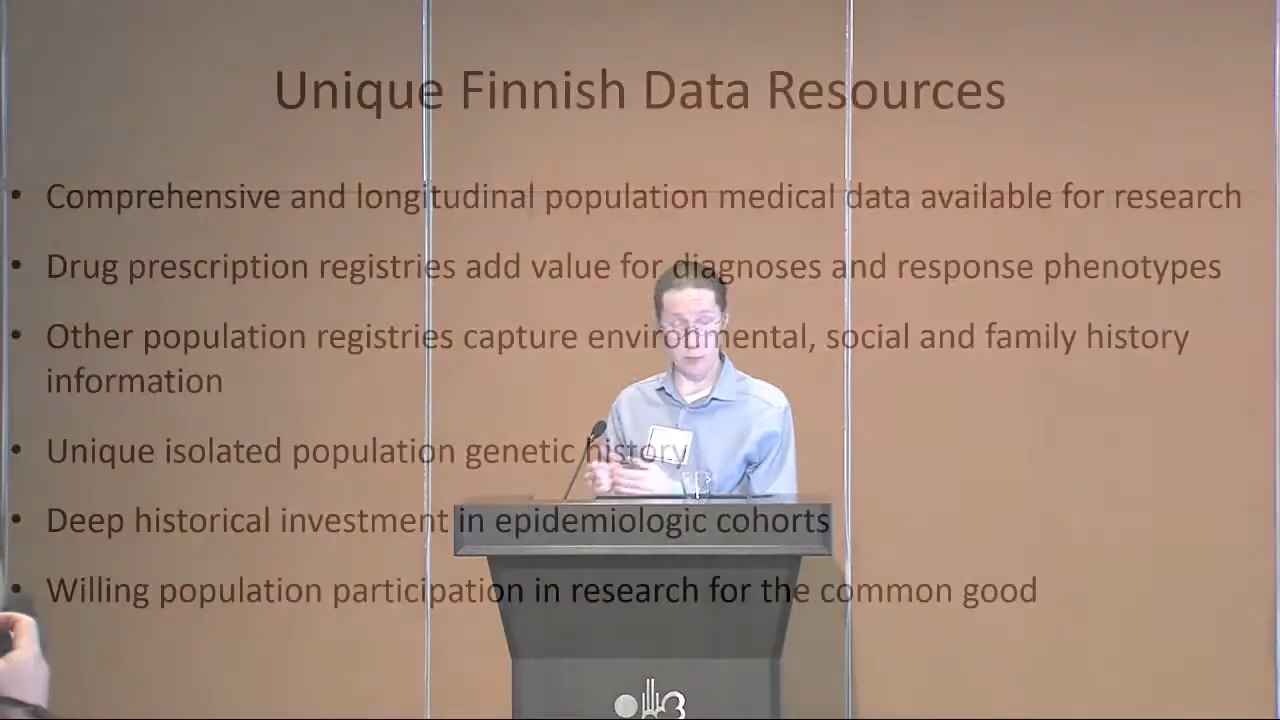 Unique Finnish Data Resources
• Comprehensive and longitudinal population medical data available for research
• Drug prescription registries add value for diagnoses and response phenotypes
• Other population registries capture environmental, social and family history
information
• Unique isolated population genetic history
• Deep historical investment in epidemiologic cohorts
• Willing population participation in research for the common good